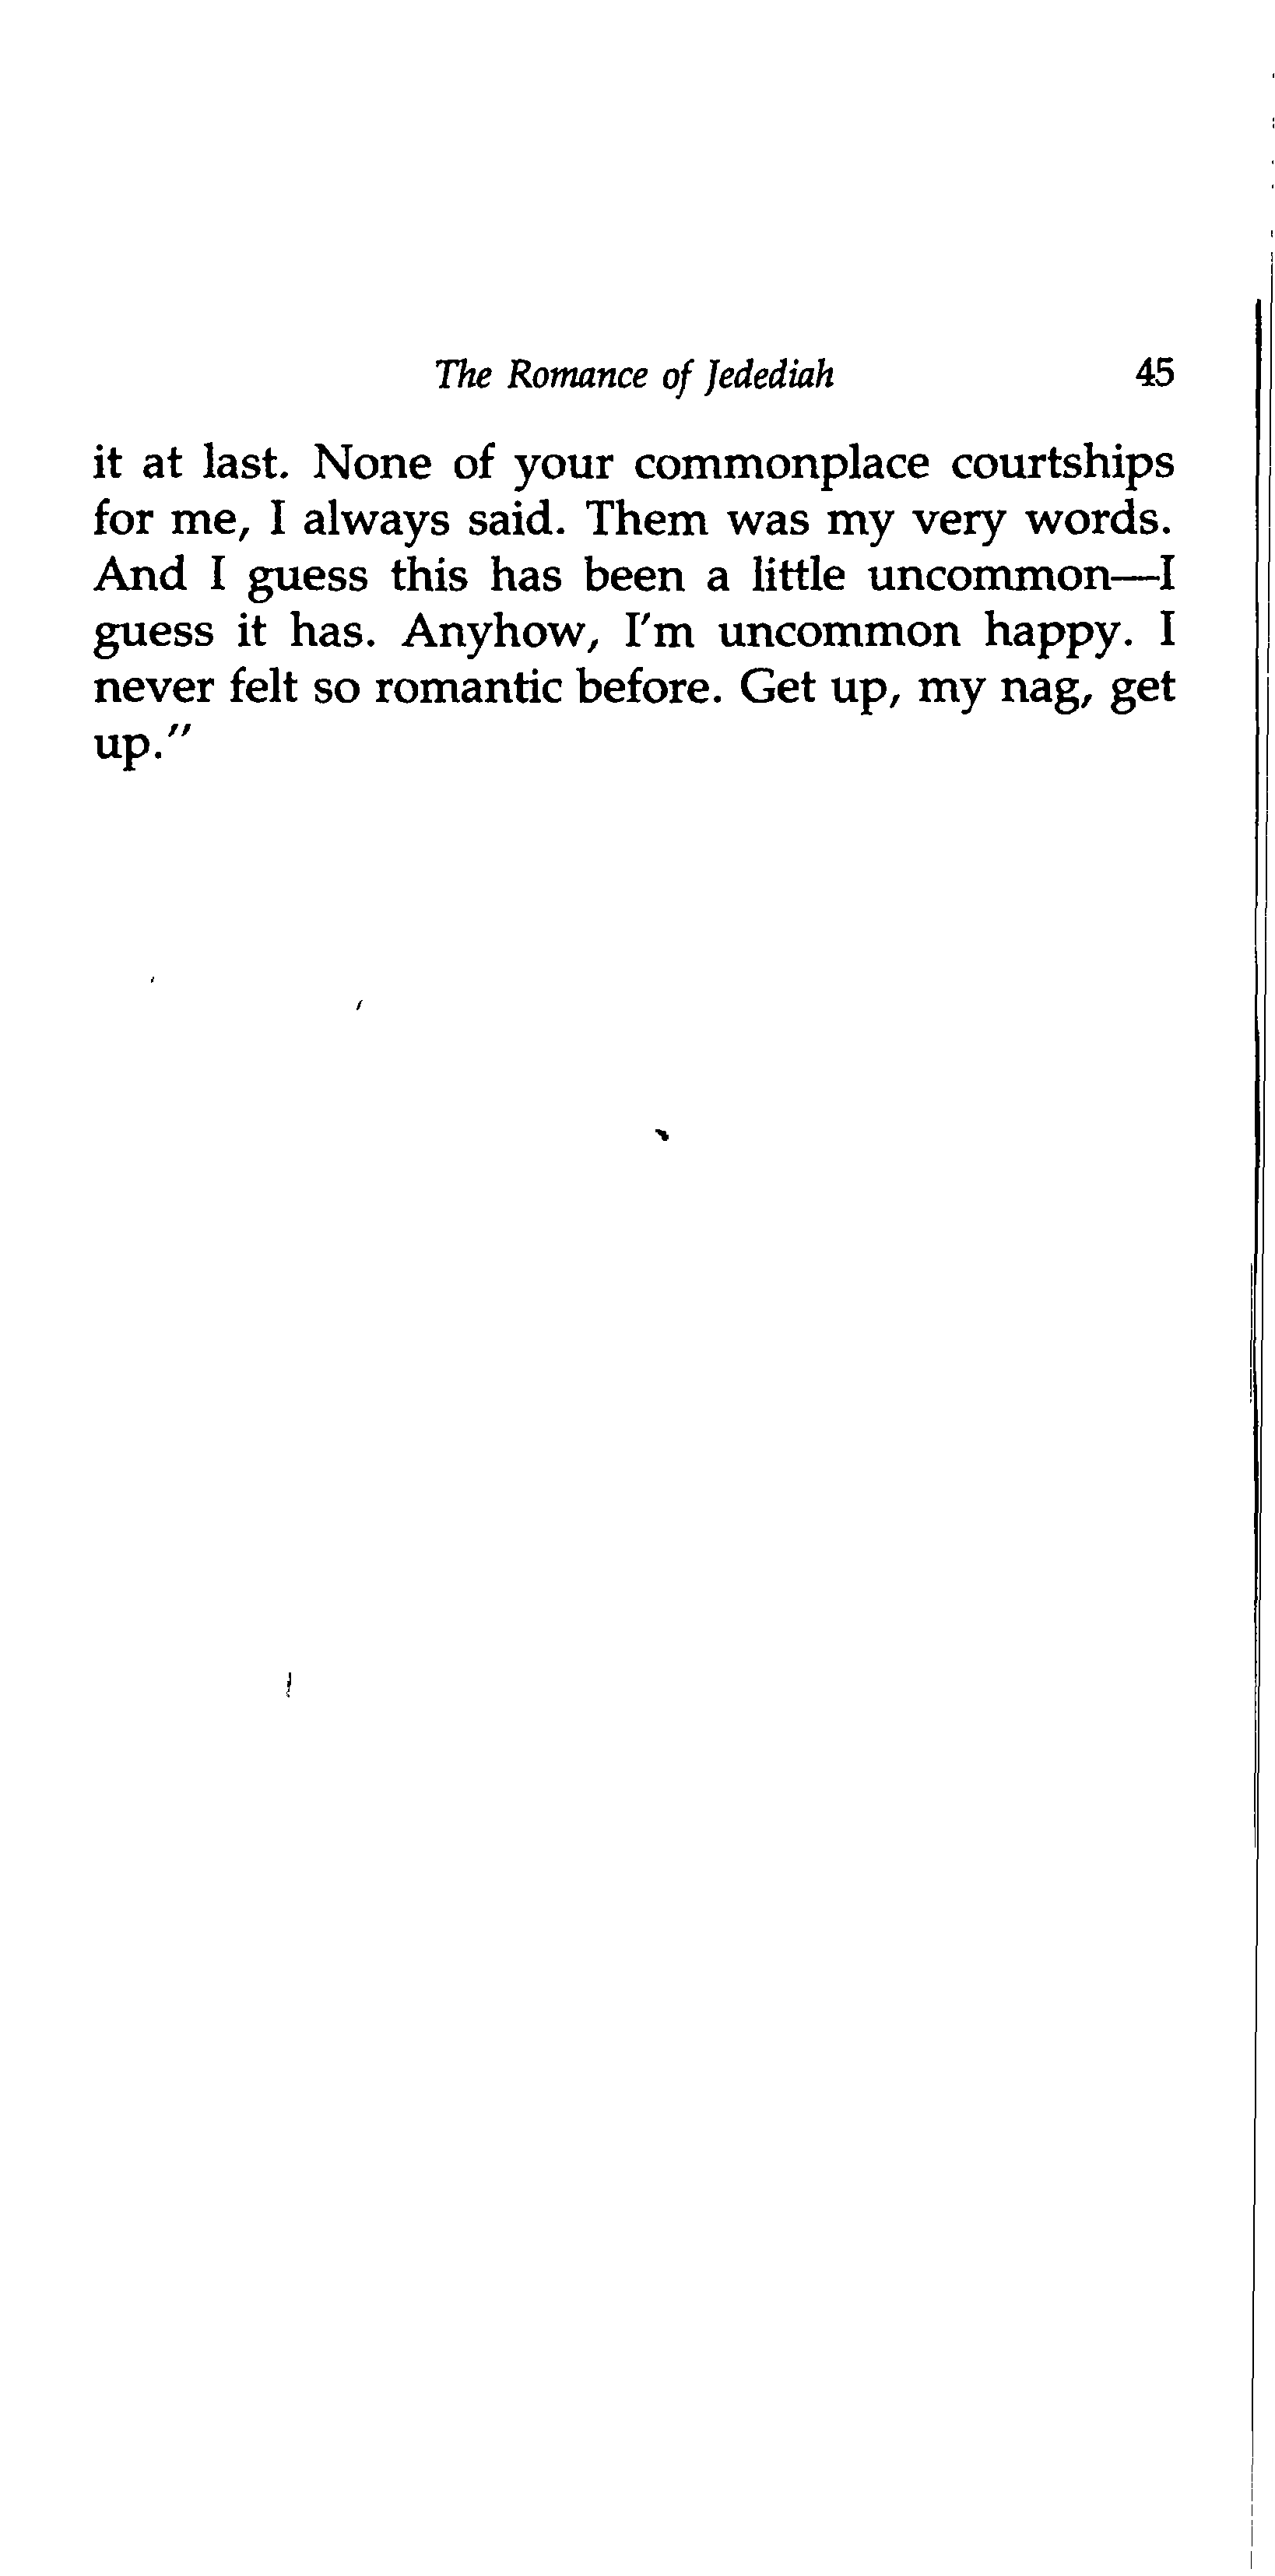 The Romance of Jedediah 45
it at last. None of your commonplace courtships
for me, I always said. Them was my very words.
And I guess this has been a little uncommon—I
guess it has. Anyhow, I'm uncommon happy. I
never felt so romantic before. Get up, my nag, get
up."